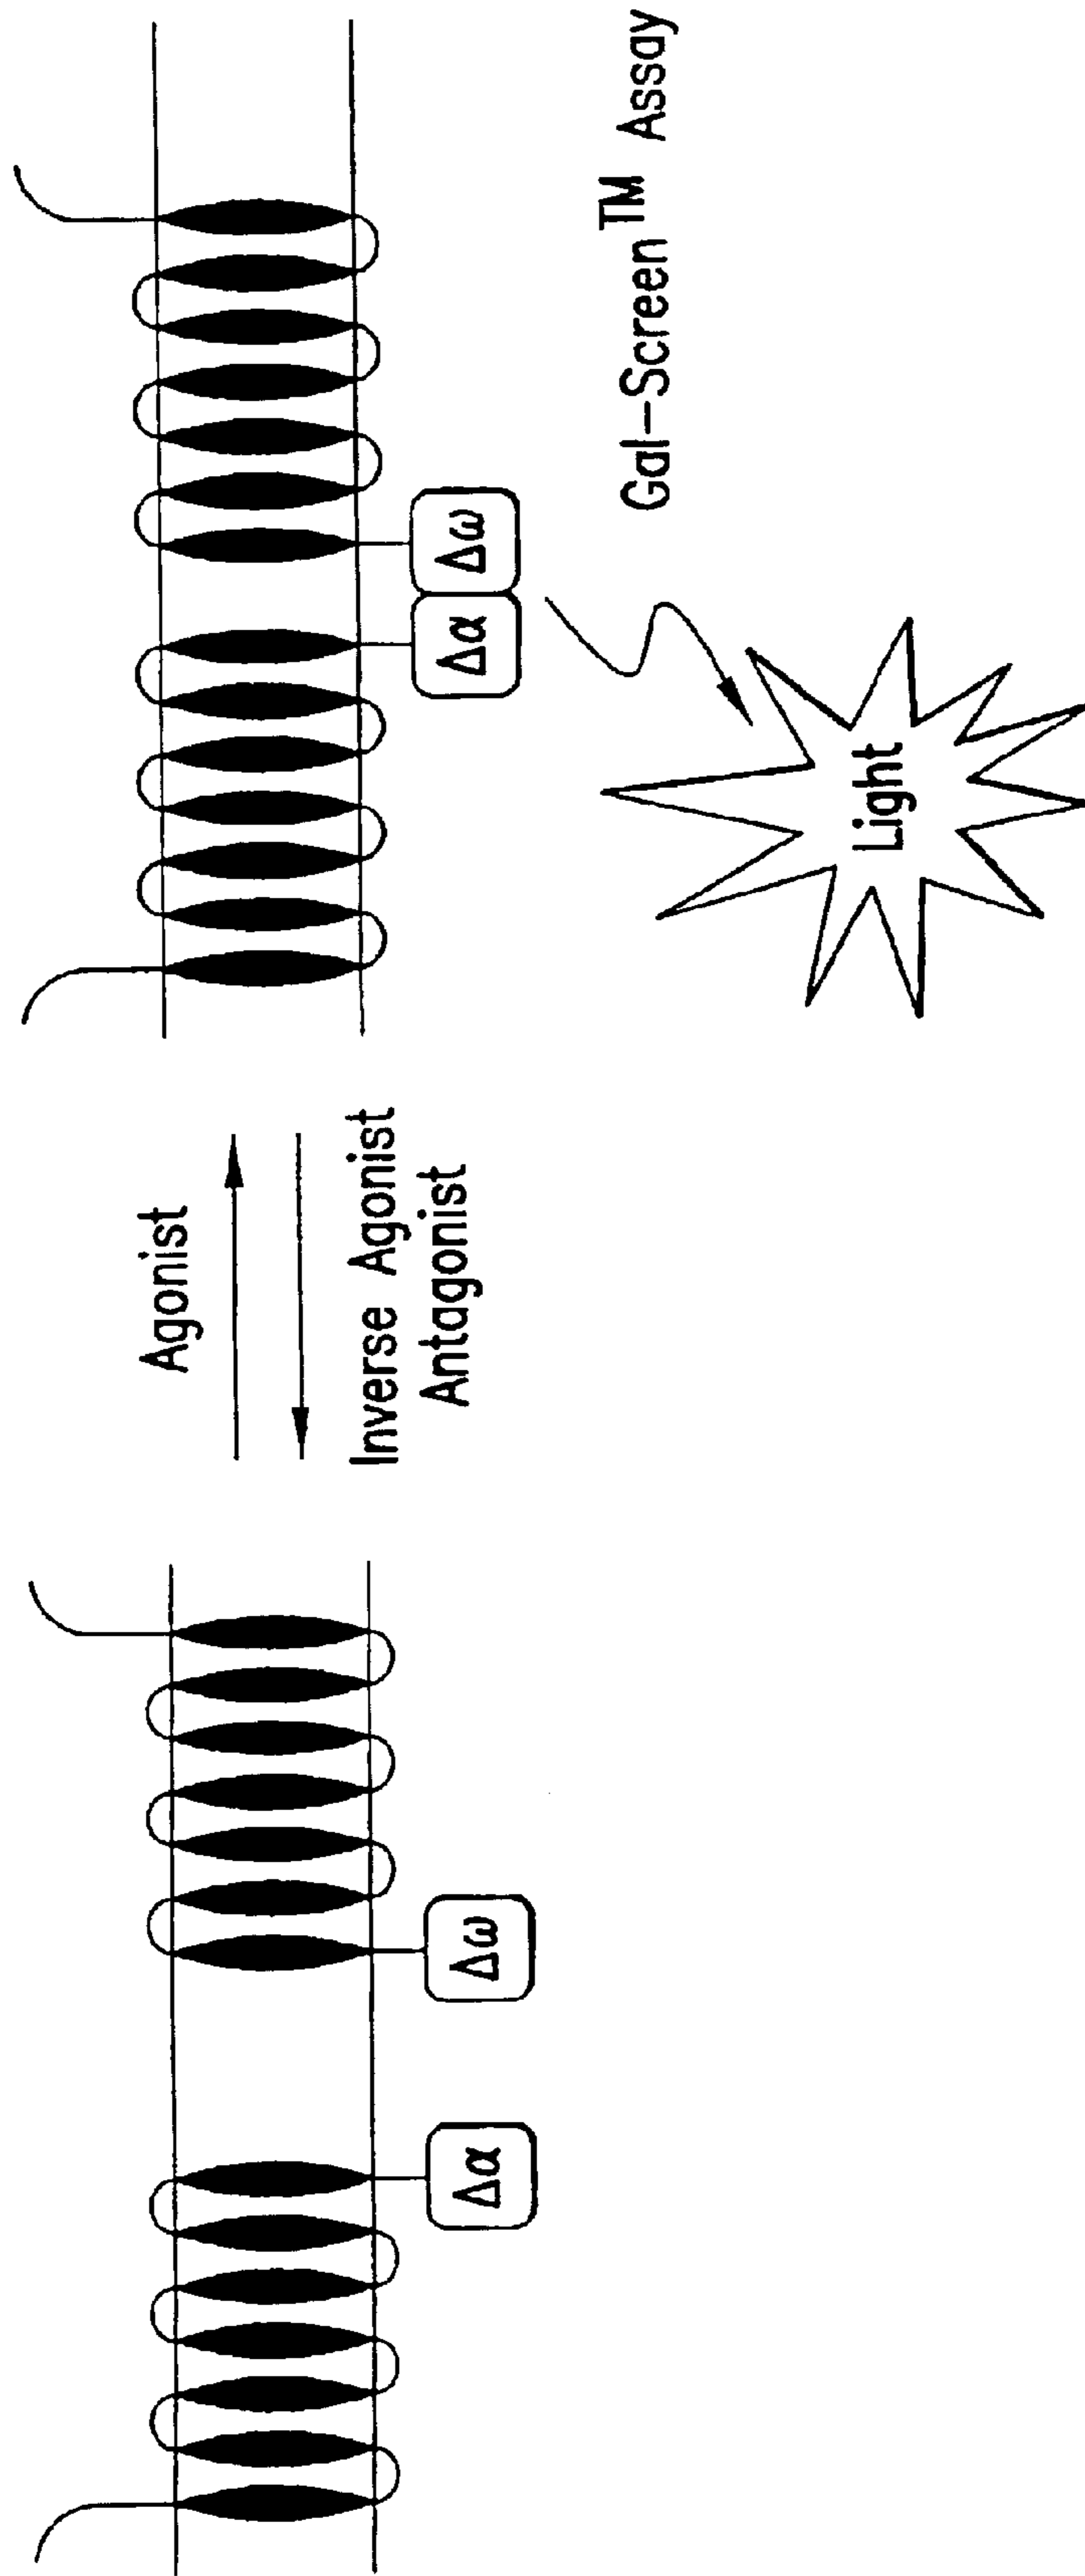 Δα
Δω
Agonist
Inverse Agonist
Antagonist
Δα
Δω
Gal-Screen™ Assay
Light